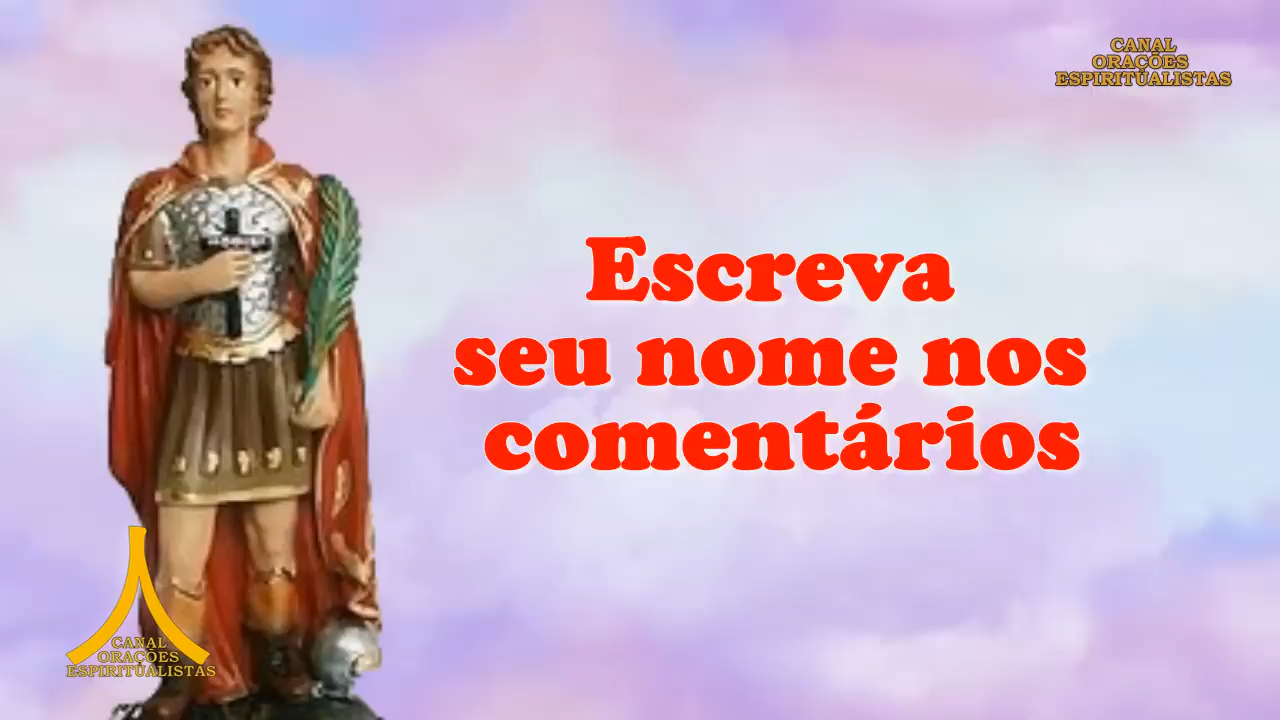 CANAL
ORAÇÕES
ESPIRITUALISTAS
Escreva
seu nome nos
comentários
CANAL
ORAÇÕES
ESPIRITUALISTAS